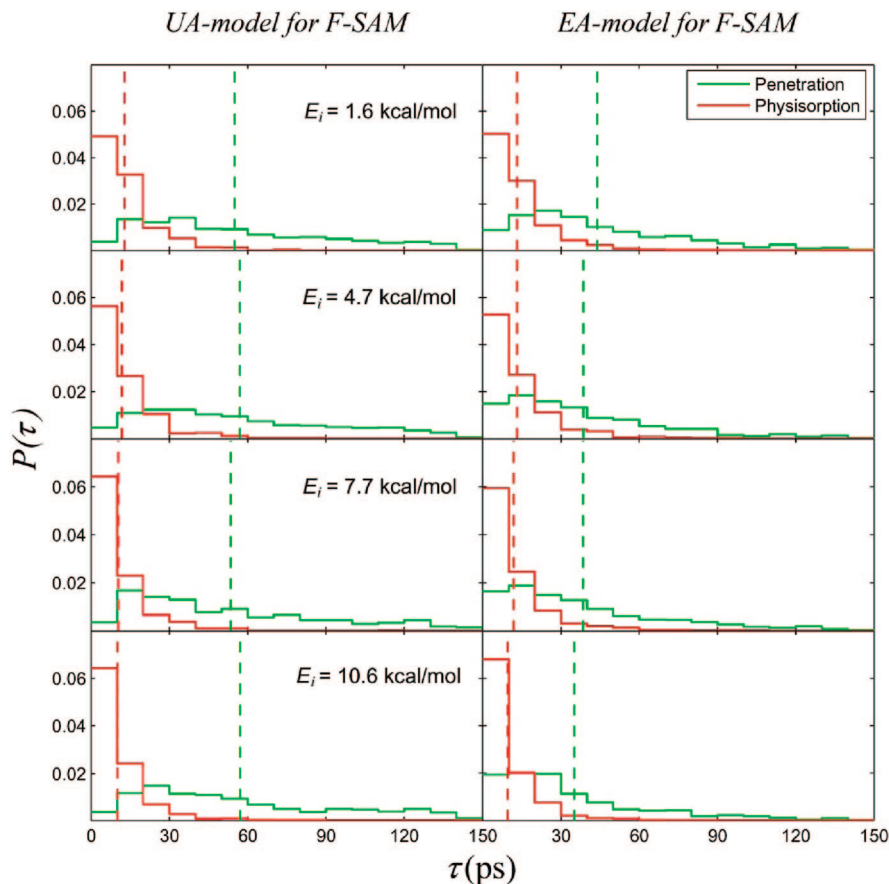 UA-model for F-SAM EA-model for F-SAM
Penetration
Physisorption
E_i = 1.6 kcal/mol
0.06
0.04
0.02
E_i = 4.7 kcal/mol
0.06
0.04
0.02
P(τ)
E_i = 7.7 kcal/mol
0.06
0.04
0.02
E_i = 10.6 kcal/mol
0.06
0.04
0.02
0 30 60 90 120 150 30 60 90 120 150
τ(ps)